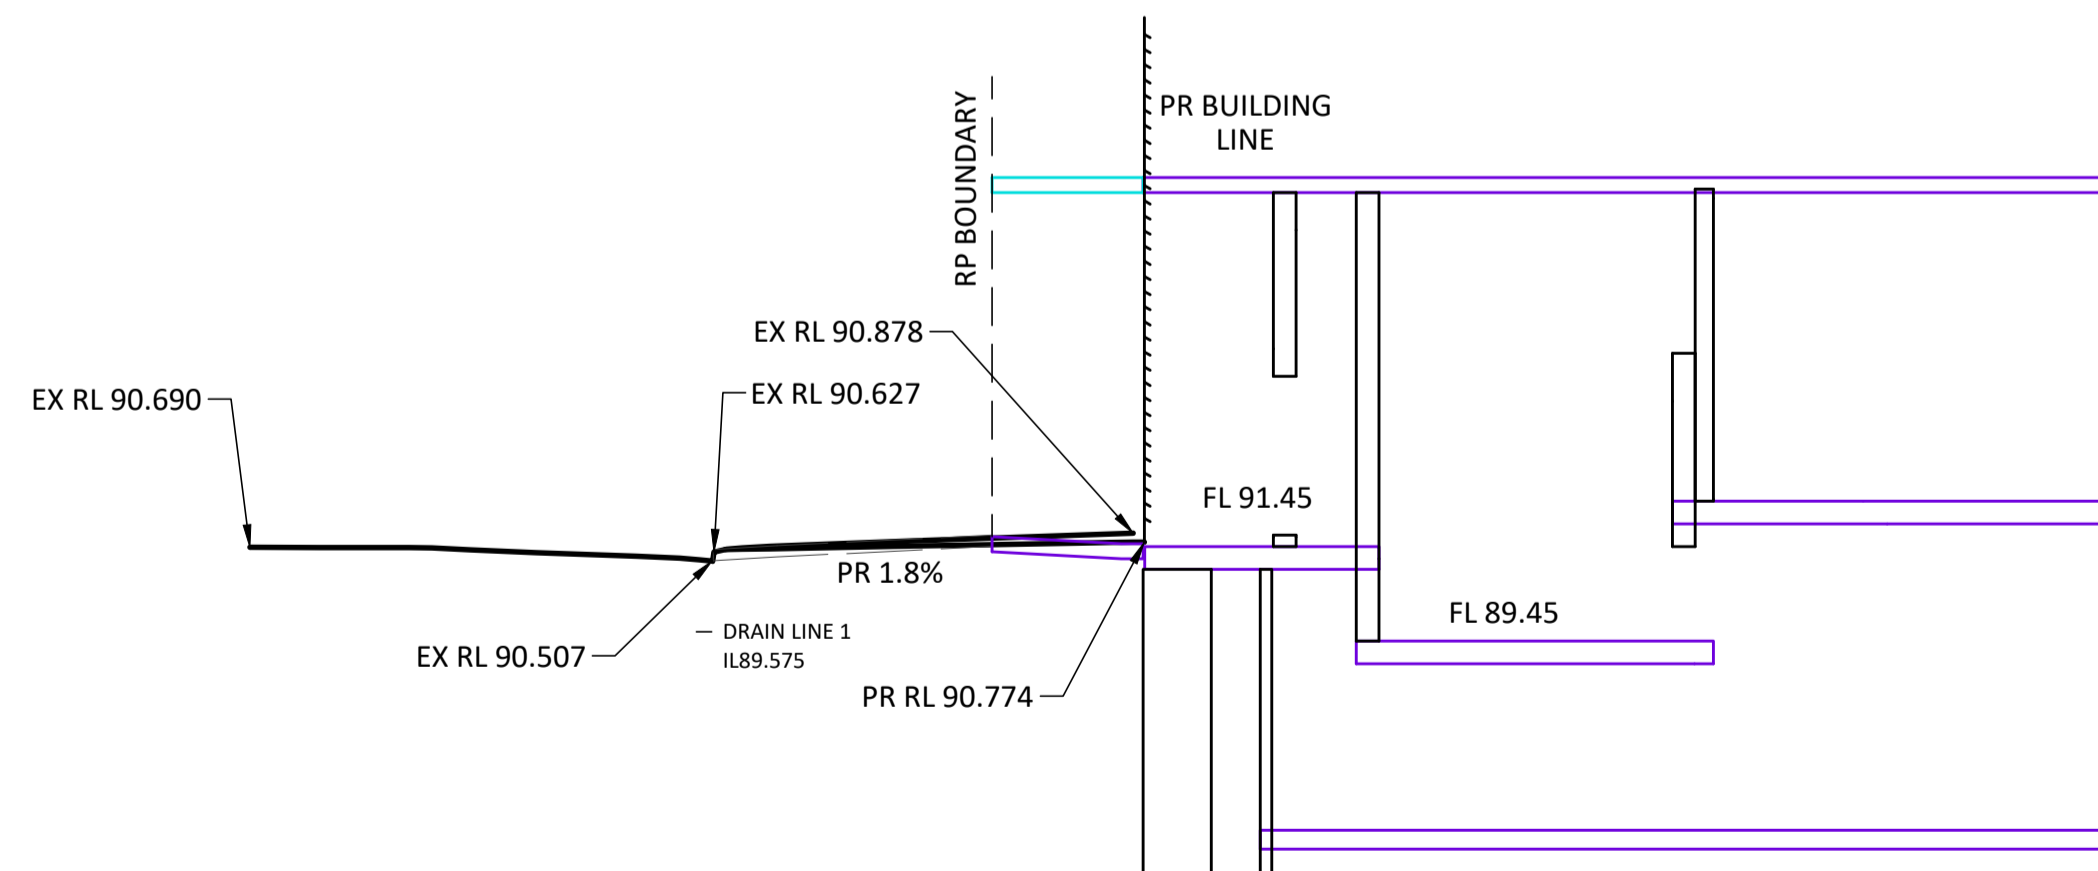 PR BUILDING
LINE
RP BOUNDARY
EX RL 90.878
EX RL 90.690
EX RL 90.627
FL 91.45
PR 1.8%
FL 89.45
DRAIN LINE 1
IL89.575
EX RL 90.507
PR RL 90.774